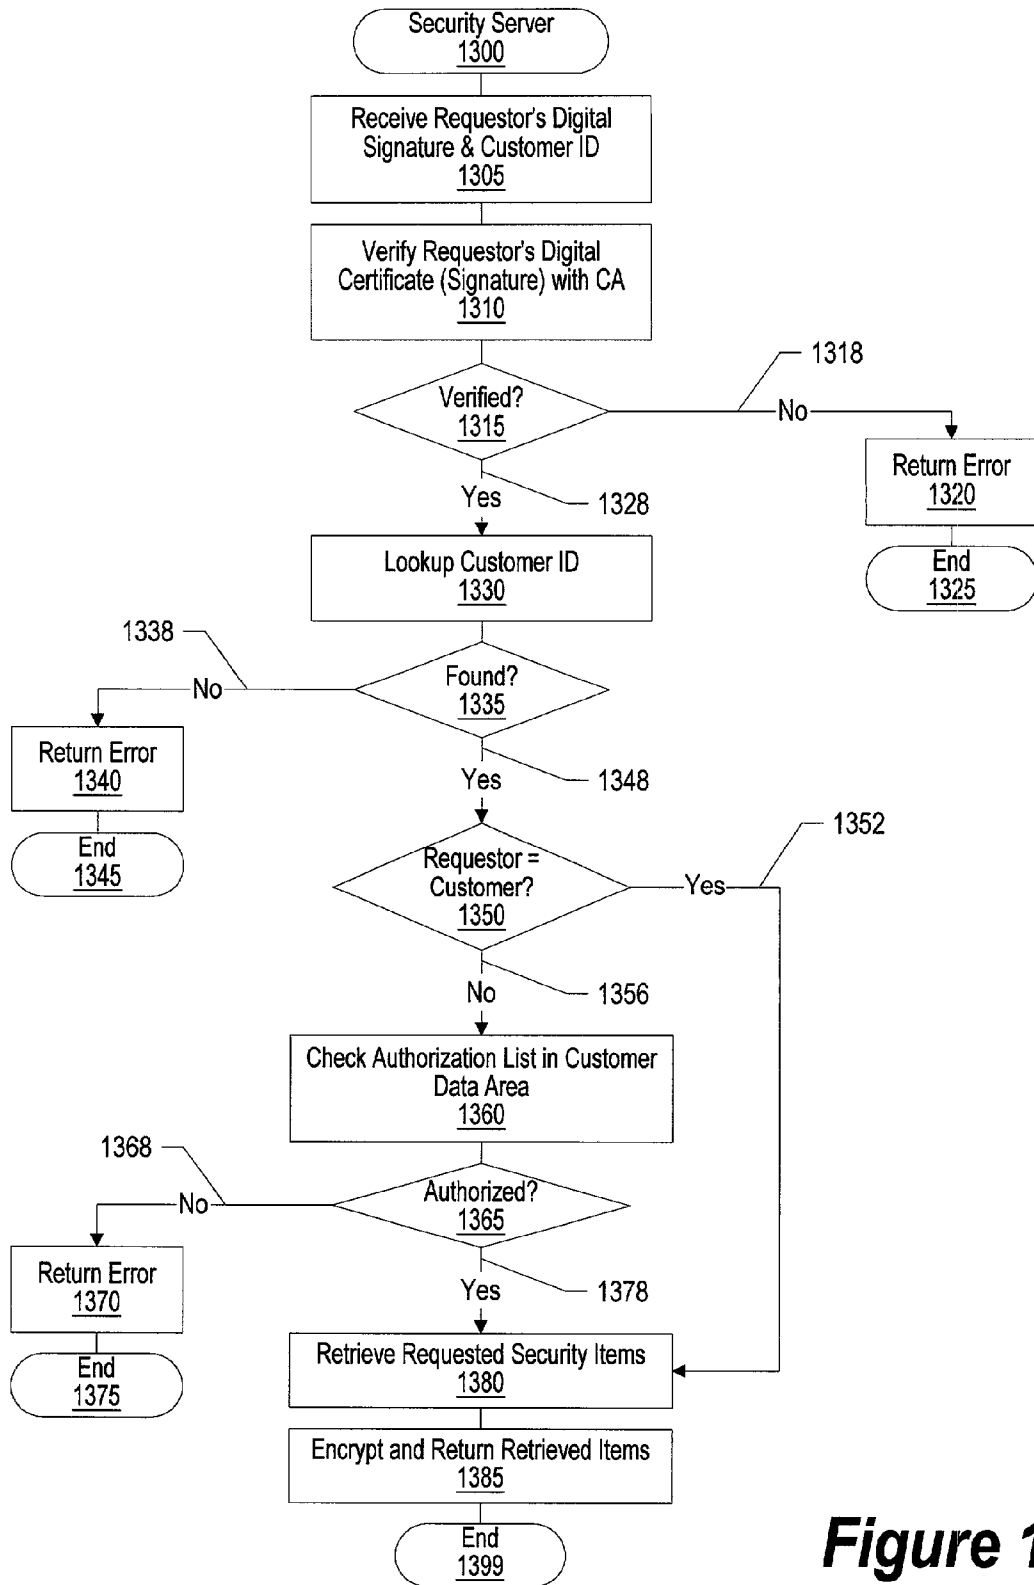 Security Server
1300
Receive Requestor's Digital
Signature & Customer ID
1305
Verify Requestor's Digital
Certificate (Signature) with CA
1310
1318
Verified?
1315
No
Return Error
1320
1328
Yes
End
1325
Lookup Customer ID
1330
1338
Found?
1335
No
Return Error
1340
1348
Yes
End
1345
1352
Requestor =
Customer?
1350
Yes
1356
No
Check Authorization List in Customer
Data Area
1360
1368
Authorized?
1365
No
Return Error
1370
1378
Yes
End
1375
Retrieve Requested Security Items
1380
Encrypt and Return Retrieved Items
1385
End
1399
Figure 1